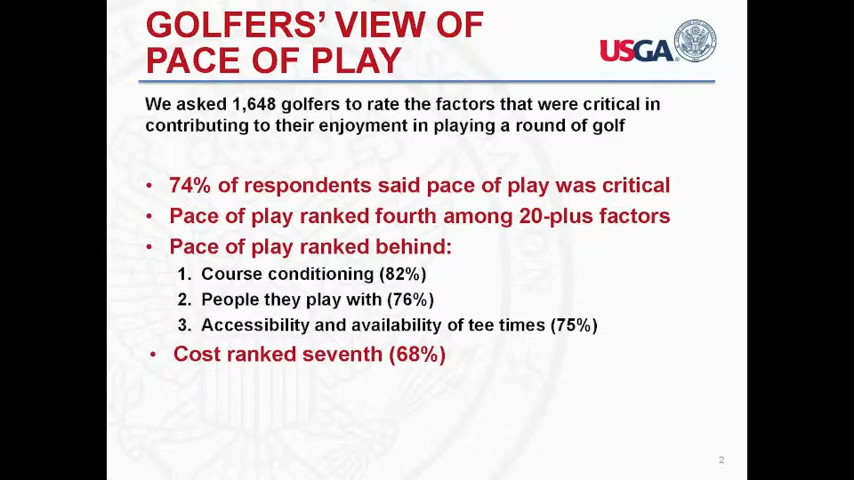 GOLFERS' VIEW OF
PACE OF PLAY
USGA
We asked 1,648 golfers to rate the factors that were critical in
contributing to their enjoyment in playing a round of golf
• 74% of respondents said pace of play was critical
• Pace of play ranked fourth among 20-plus factors
• Pace of play ranked behind:
1. Course conditioning (82%)
2. People they play with (76%)
3. Accessibility and availability of tee times (75%)
• Cost ranked seventh (68%)
2